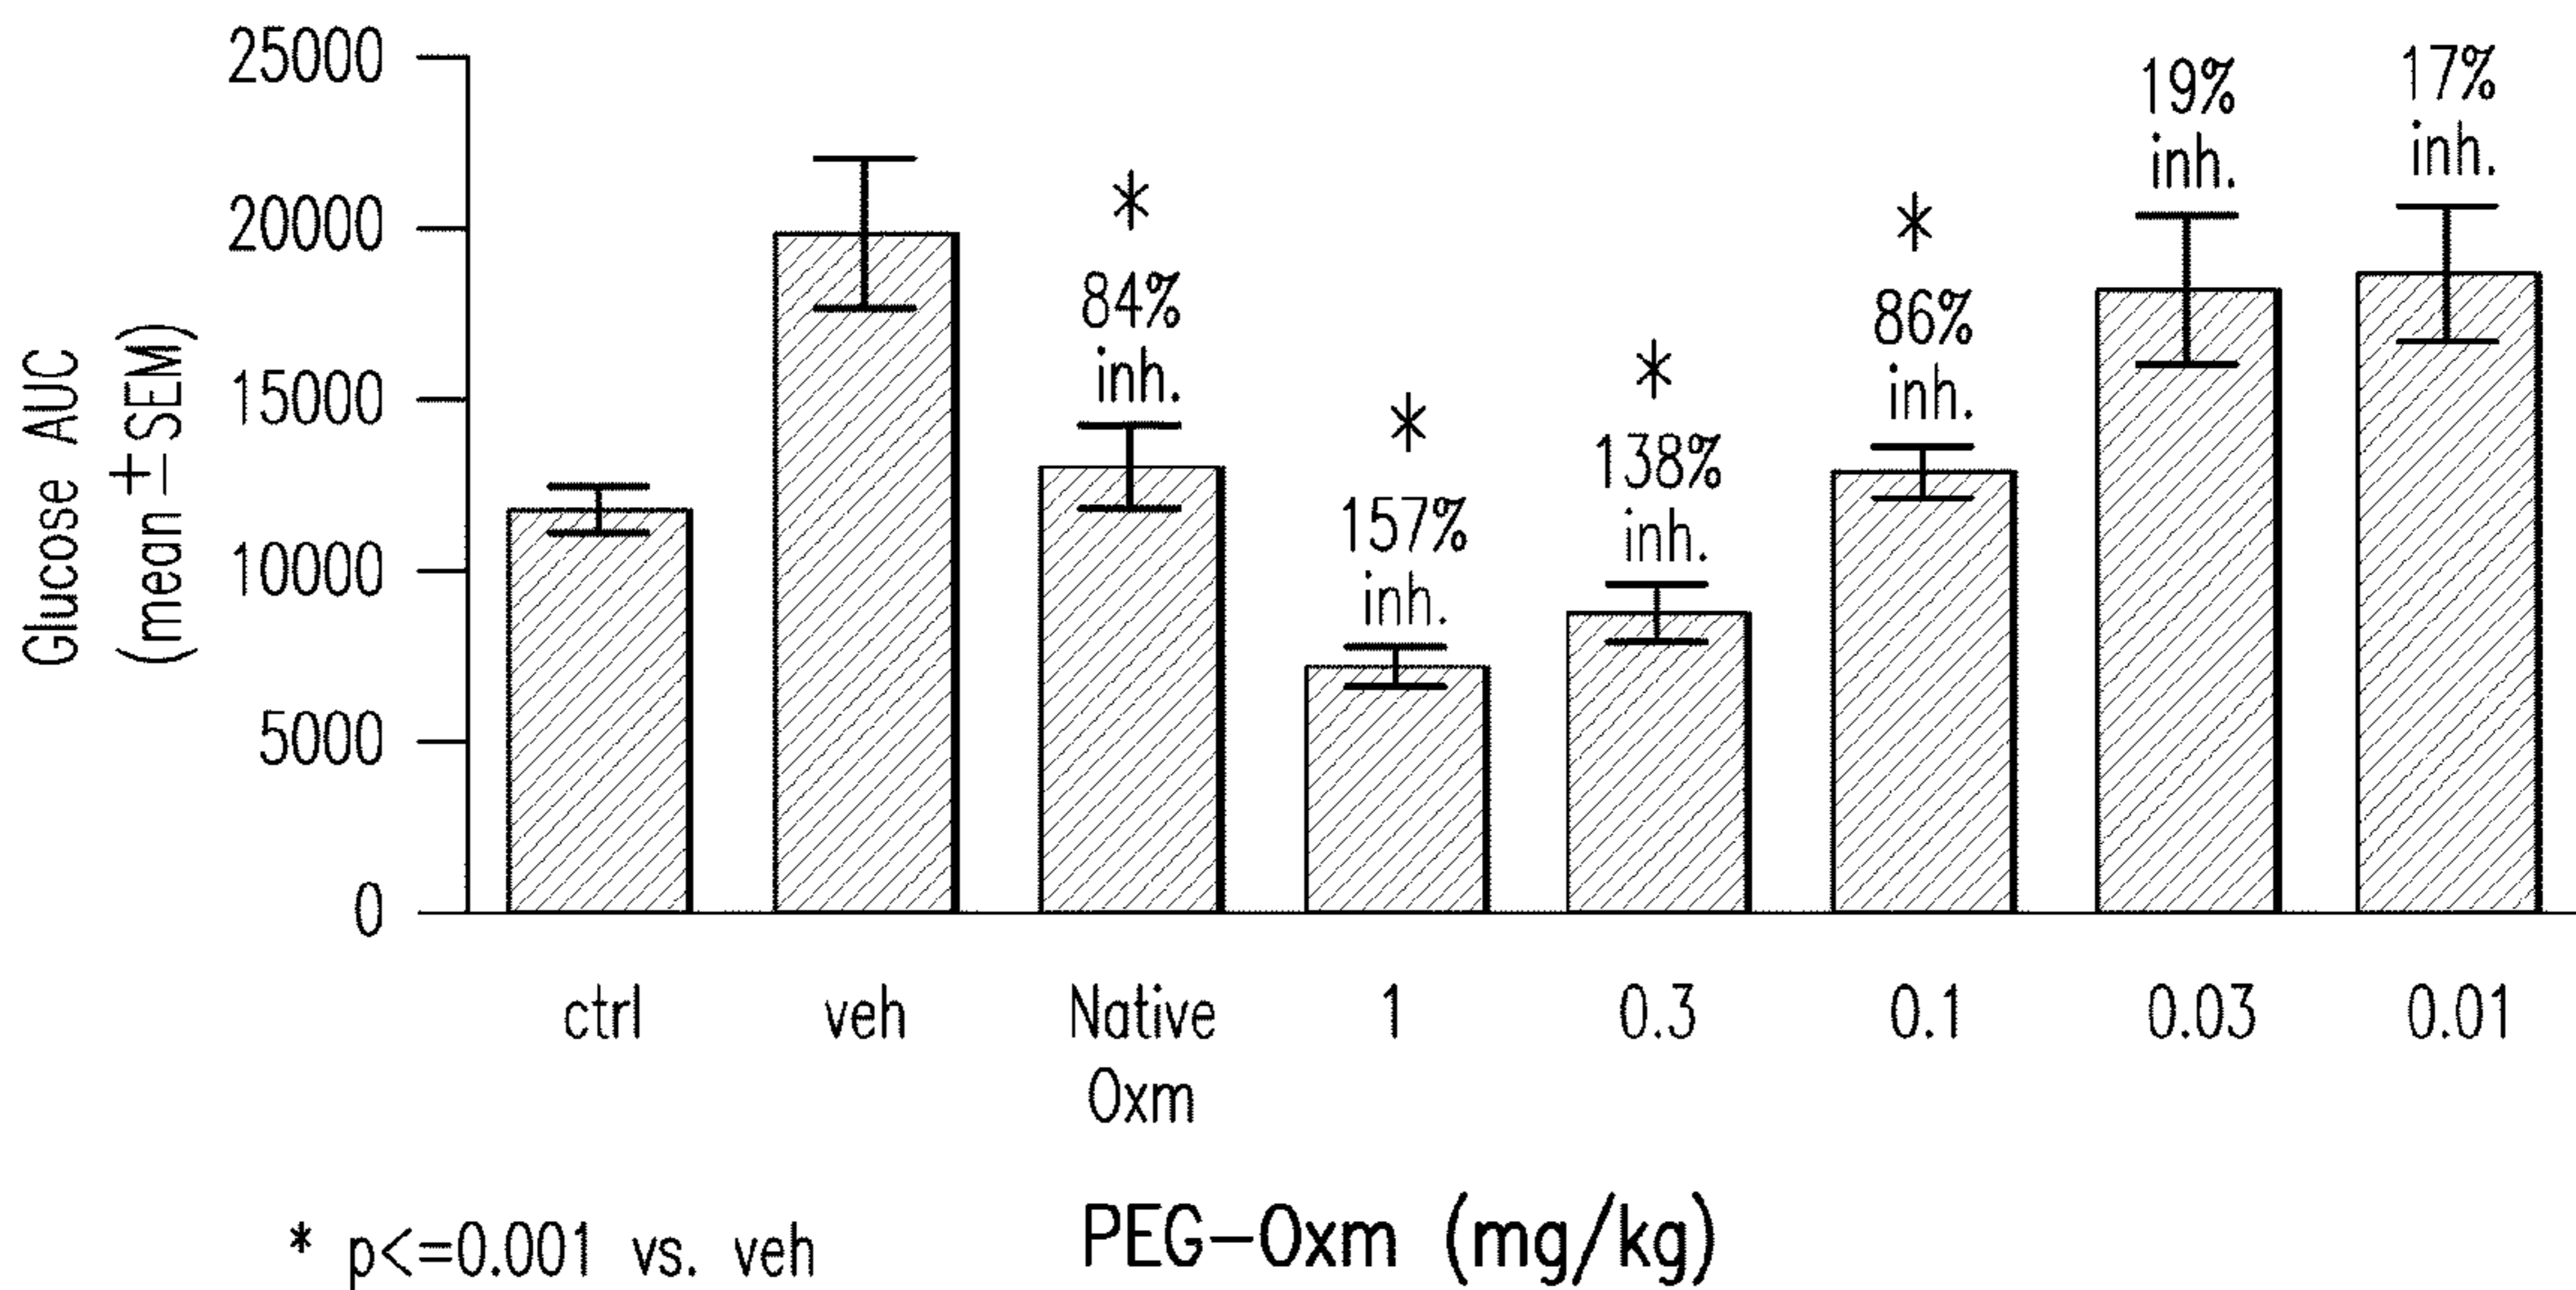 Glucose AUC
(mean ± SEM)
25000
20000
15000
10000
5000
0
*
84%
inh.
*
157%
inh.
*
138%
inh.
*
86%
inh.
19%
inh.
17%
inh.
ctrl
veh
Native
Oxm
1
0.3
0.1
0.03
0.01
* p<=0.001 vs. veh
PEG-Oxm (mg/kg)